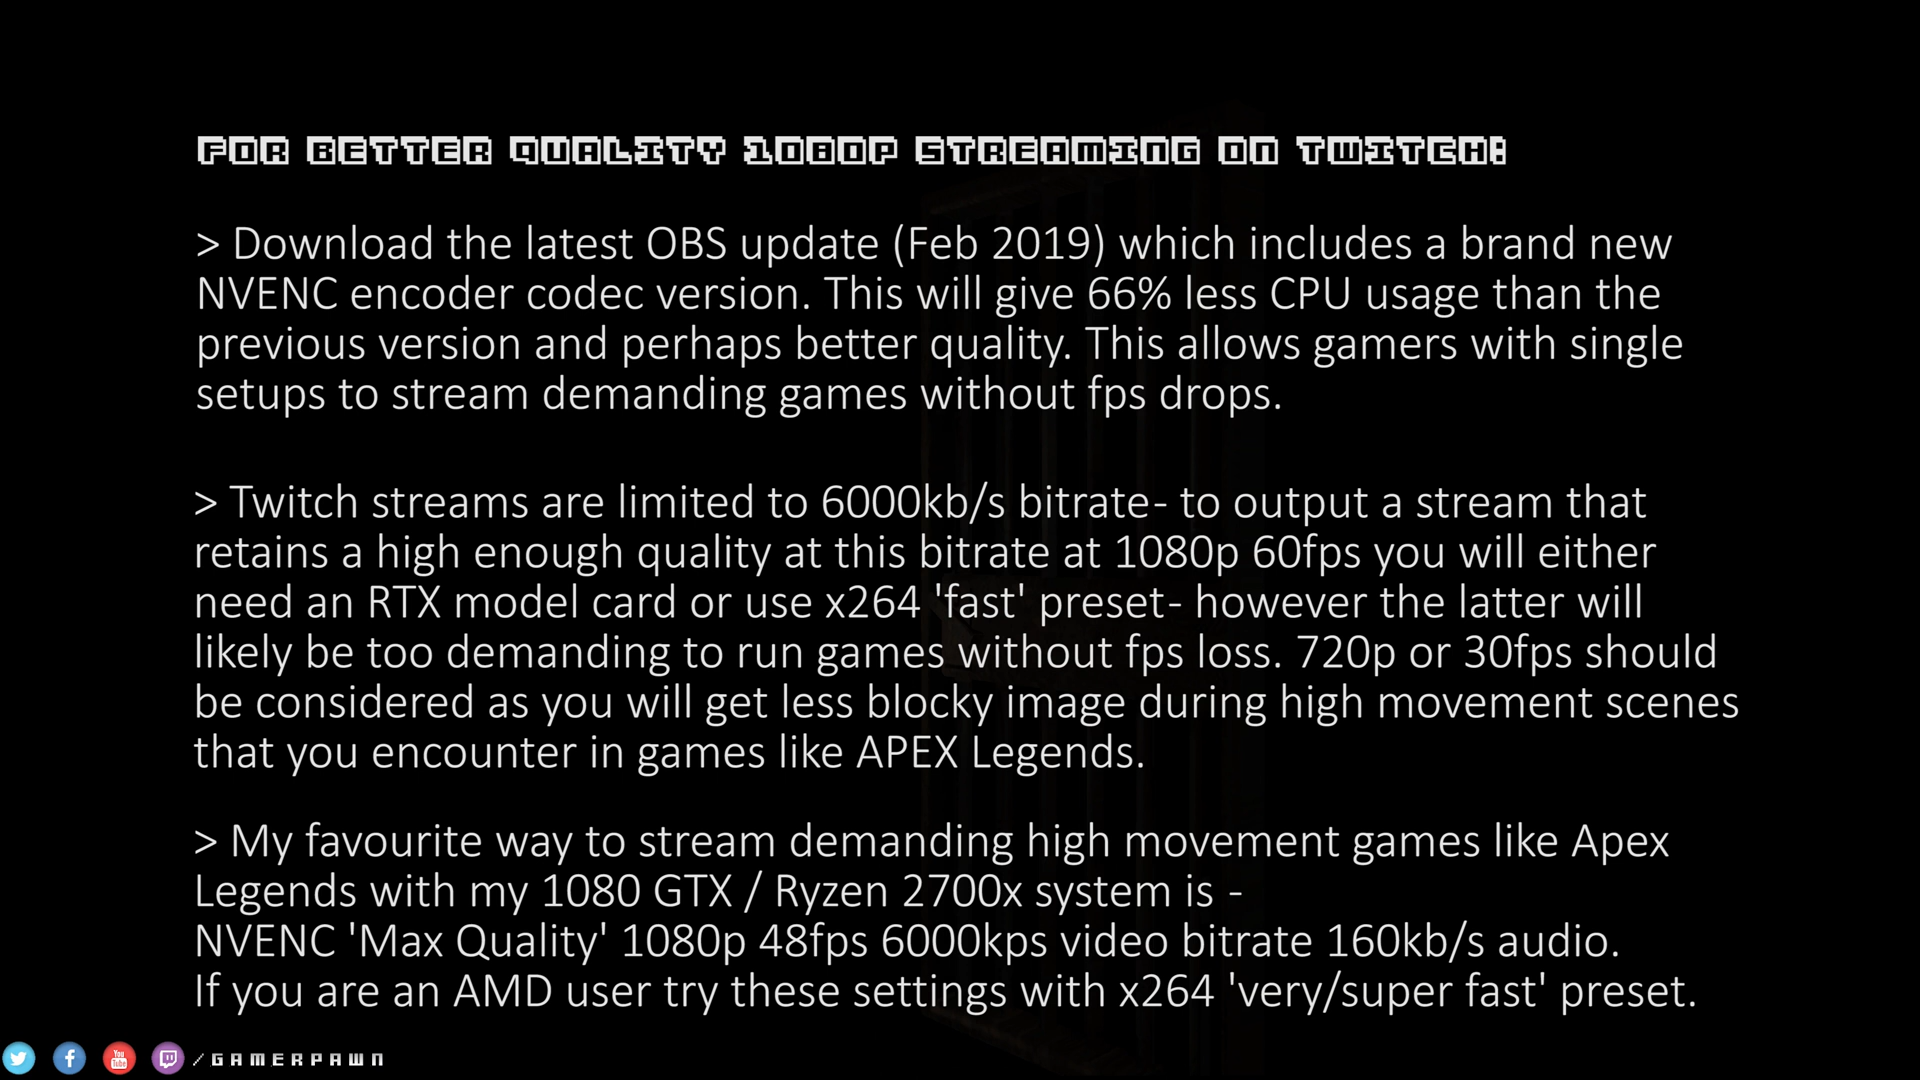 FOR BETTER QUALITY 1080P STREAMING ON TWITCH:
> Download the latest OBS update (Feb 2019) which includes a brand new
NVENC encoder codec version. This will give 66% less CPU usage than the
previous version and perhaps better quality. This allows gamers with single
setups to stream demanding games without fps drops.
> Twitch streams are limited to 6000kb/s bitrate- to output a stream that
retains a high enough quality at this bitrate at 1080p 60fps you will either
need an RTX model card or use x264 'fast' preset- however the latter will
likely be too demanding to run games without fps loss. 720p or 30fps should
be considered as you will get less blocky image during high movement scenes
that you encounter in games like APEX Legends.
> My favourite way to stream demanding high movement games like Apex
Legends with my 1080 GTX / Ryzen 2700x system is -
NVENC 'Max Quality' 1080p 48fps 6000kps video bitrate 160kb/s audio.
If you are an AMD user try these settings with x264 'very/super fast' preset.
You Tube
/GAMERPAWN